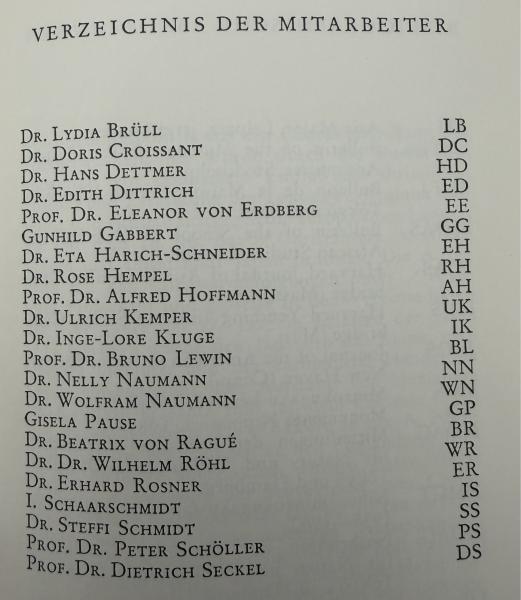 VERZEICHNIS DER MITARBEITER
DR. LYDIA BRÜLL LB
DR. DORIS CROISSANT DC
DR. HANS DETTMER HD
DR. EDITH DITTRICH ED
PROF. DR. ELEANOR VON ERDBERG EE
GUNHILD GABBERT GG
DR. ETA HARICH-SCHNEIDER EH
DR. ROSE HEMPEL RH
PROF. DR. ALFRED HOFFMANN AH
DR. ULRICH KEMPER UK
DR. INGE-LORE KLUGE IK
PROF. DR. BRUNO LEWIN BL
DR. NELLY NAUMANN NN
DR. WOLFRAM NAUMANN WN
GISELA PAUSE GP
DR. BEATRIX VON RAGUÉ BR
DR. DR. WILHELM RÖHL WR
DR. ERHARD ROSNER ER
I. SCHAARSCHMIDT IS
DR. STEFFI SCHMIDT SS
PROF. DR. PETER SCHÖLLER PS
PROF. DR. DIETRICH SECKEL DS